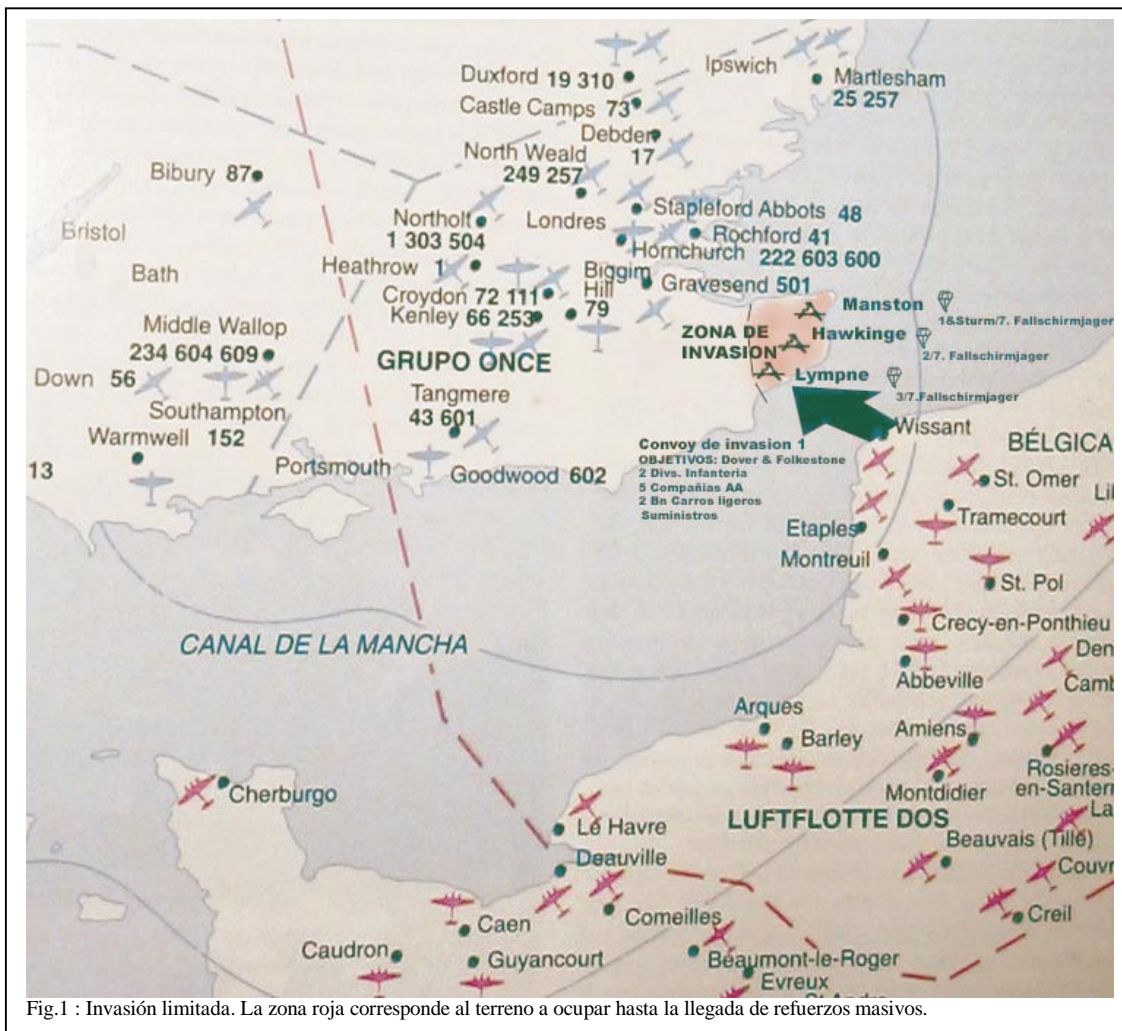 Duxford 19 310
Ipswich
Martlesham
25 257
Castle Camps 73
Debden
17
North Weald
249 257
Bibury 87
Stapleford Abbots 48
Northolt
1 303 504
Londres
Rochford 41
Hornchurch 222 603 600
Bristol
Heathrow 1
Biggim
Hill
79
Gravesend 501
Bath
Croydon 72 111
Kenley 66 253
Manston
1&Sturm/7. Fallschirmjager
ZONA DE
INVASION
Hawkinge
2/7. Fallschirmjager
Middle Wallop
234 604 609
GRUPO ONCE
Lympne
3/7.Fallschirmjager
Down 56
Tangmere
43 601
Southampton
Warmwell 152
Wissant
BÉLGICA
Convoy de invasion 1
OBJETIVOS: Dover & Folkestone
2 Divs. Infanteria
5 Compañias AA
2 Bn Carros ligeros
Suministros
13
Portsmouth
Goodwood 602
St. Omer
Lil
Tramecourt
Etaples
Montreuil
St. Pol
Crecy-en-Ponthieu
CANAL DE LA MANCHA
Den
Abbeville
Camb
Arques
Barley
Amiens
Rosieres-
en-Santerr
Montdidier
Cherburgo
La
Le Havre
LUFTFLOTTE DOS
Beauvais (Tille)
Deauville
Couvr
Caen
Comeilles
Creil
Caudron
Guyancourt
Beaumont-le-Roger
Evreux
Fig.1 : Invasión limitada. La zona roja corresponde al terreno a ocupar hasta la llegada de refuerzos masivos.